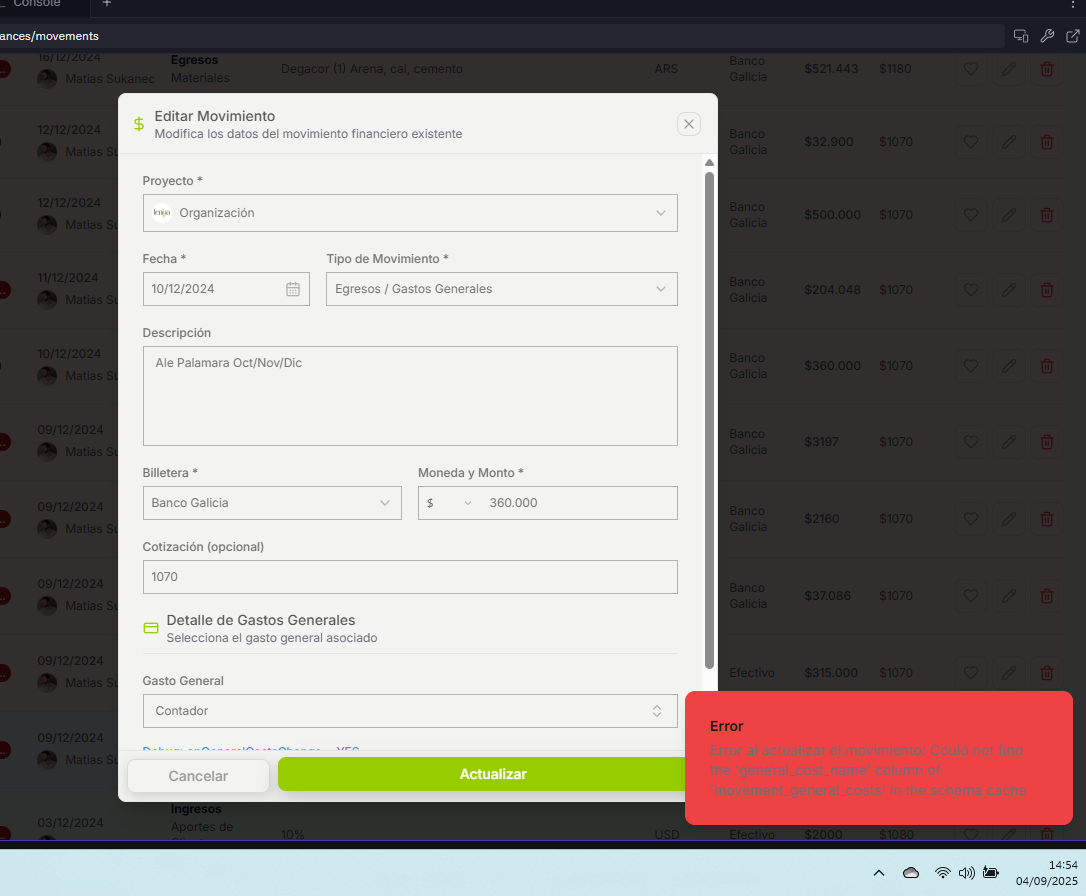 Console
+
ances/movements
16/12/2024
Matias Sukanec
Egresos
Materiales
Degacor (1) Arena, cal, cemento
ARS
Banco
Galicia
$521.443
$1180
Editar Movimiento
Modifica los datos del movimiento financiero existente
Proyecto *
Organización
Fecha *
Tipo de Movimiento *
10/12/2024
Egresos / Gastos Generales
Descripción
Ale Palamara Oct/Nov/Dic
Billetera *
Moneda y Monto *
Banco Galicia
$
360.000
Cotización (opcional)
1070
Detalle de Gastos Generales
Selecciona el gasto general asociado
Gasto General
Contador
Cancelar
Actualizar
12/12/2024
Matias Su
Banco
Galicia
$32.900
$1070
12/12/2024
Matias Su
Banco
Galicia
$500.000
$1070
11/12/2024
Matias Su
Banco
Galicia
$204.048
$1070
10/12/2024
Matias Su
Banco
Galicia
$360.000
$1070
09/12/2024
Matias Su
Banco
Galicia
$3197
$1070
09/12/2024
Matias Su
Banco
Galicia
$2160
$1070
09/12/2024
Matias Su
Banco
Galicia
$37.086
$1070
09/12/2024
Matias Su
Efectivo
$315.000
$1070
09/12/2024
Matias Su
Error
Error al actualizar el movimiento: Could not find
the 'general_cost_name' column of
'movement_general_costs' in the schema cache
03/12/2024
Ingresos
Aportes de
10%
USD
Efectivo
$2000
$1080
14:54
04/09/2025